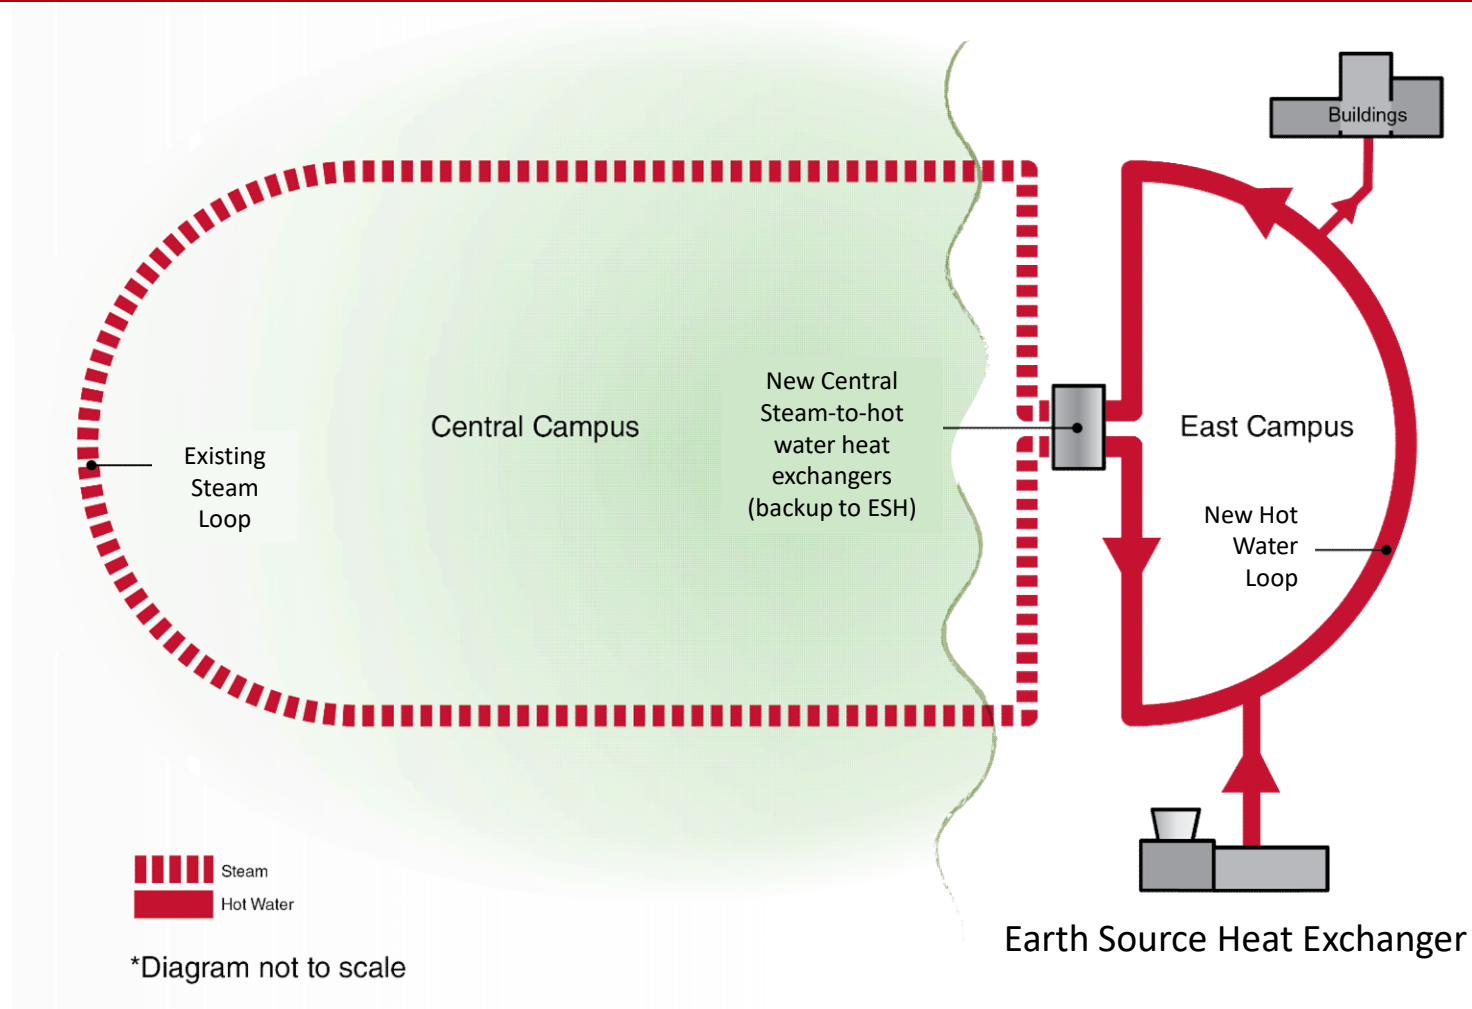 Buildings
New Central
Steam-to-hot
water heat
exchangers
(backup to ESH)
Central Campus
East Campus
Existing
Steam
Loop
New Hot
Water
Loop
Steam
Hot Water
*Diagram not to scale
Earth Source Heat Exchanger